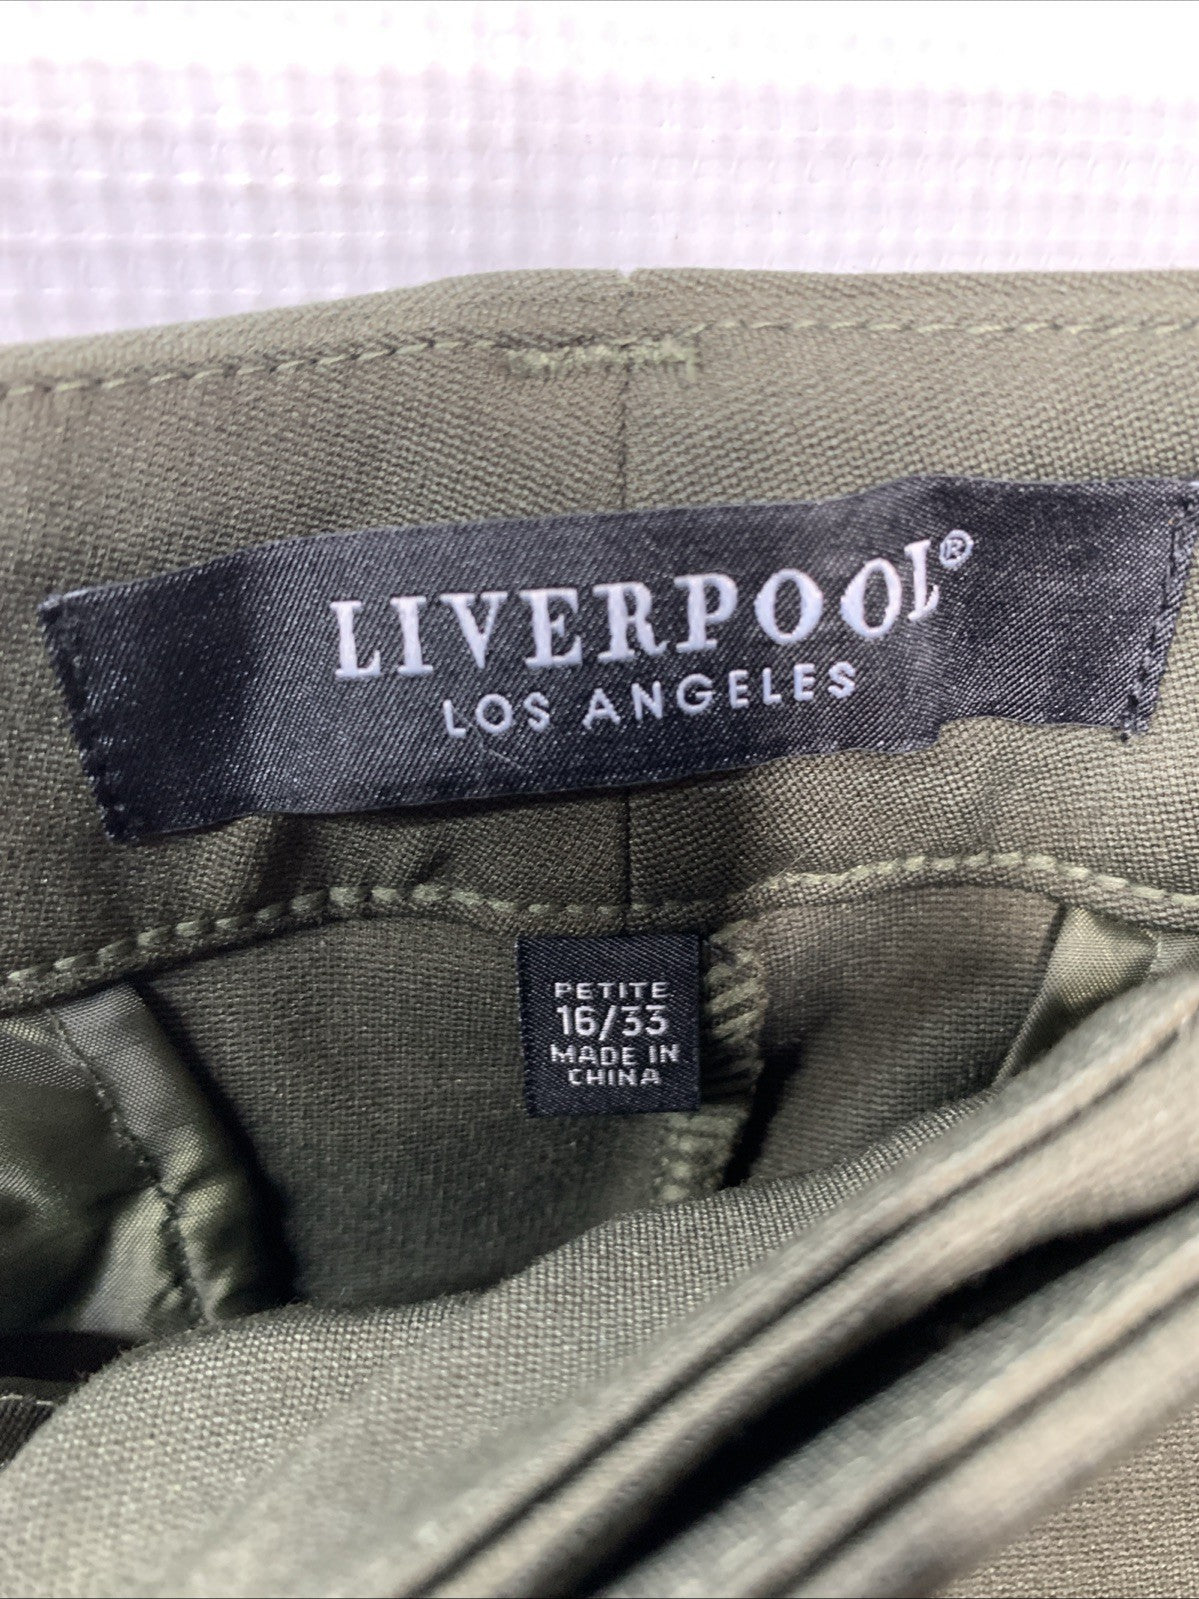 LIVERPOOL®
LOS ANGELES
PETITE
16/33
MADE IN
CHINA